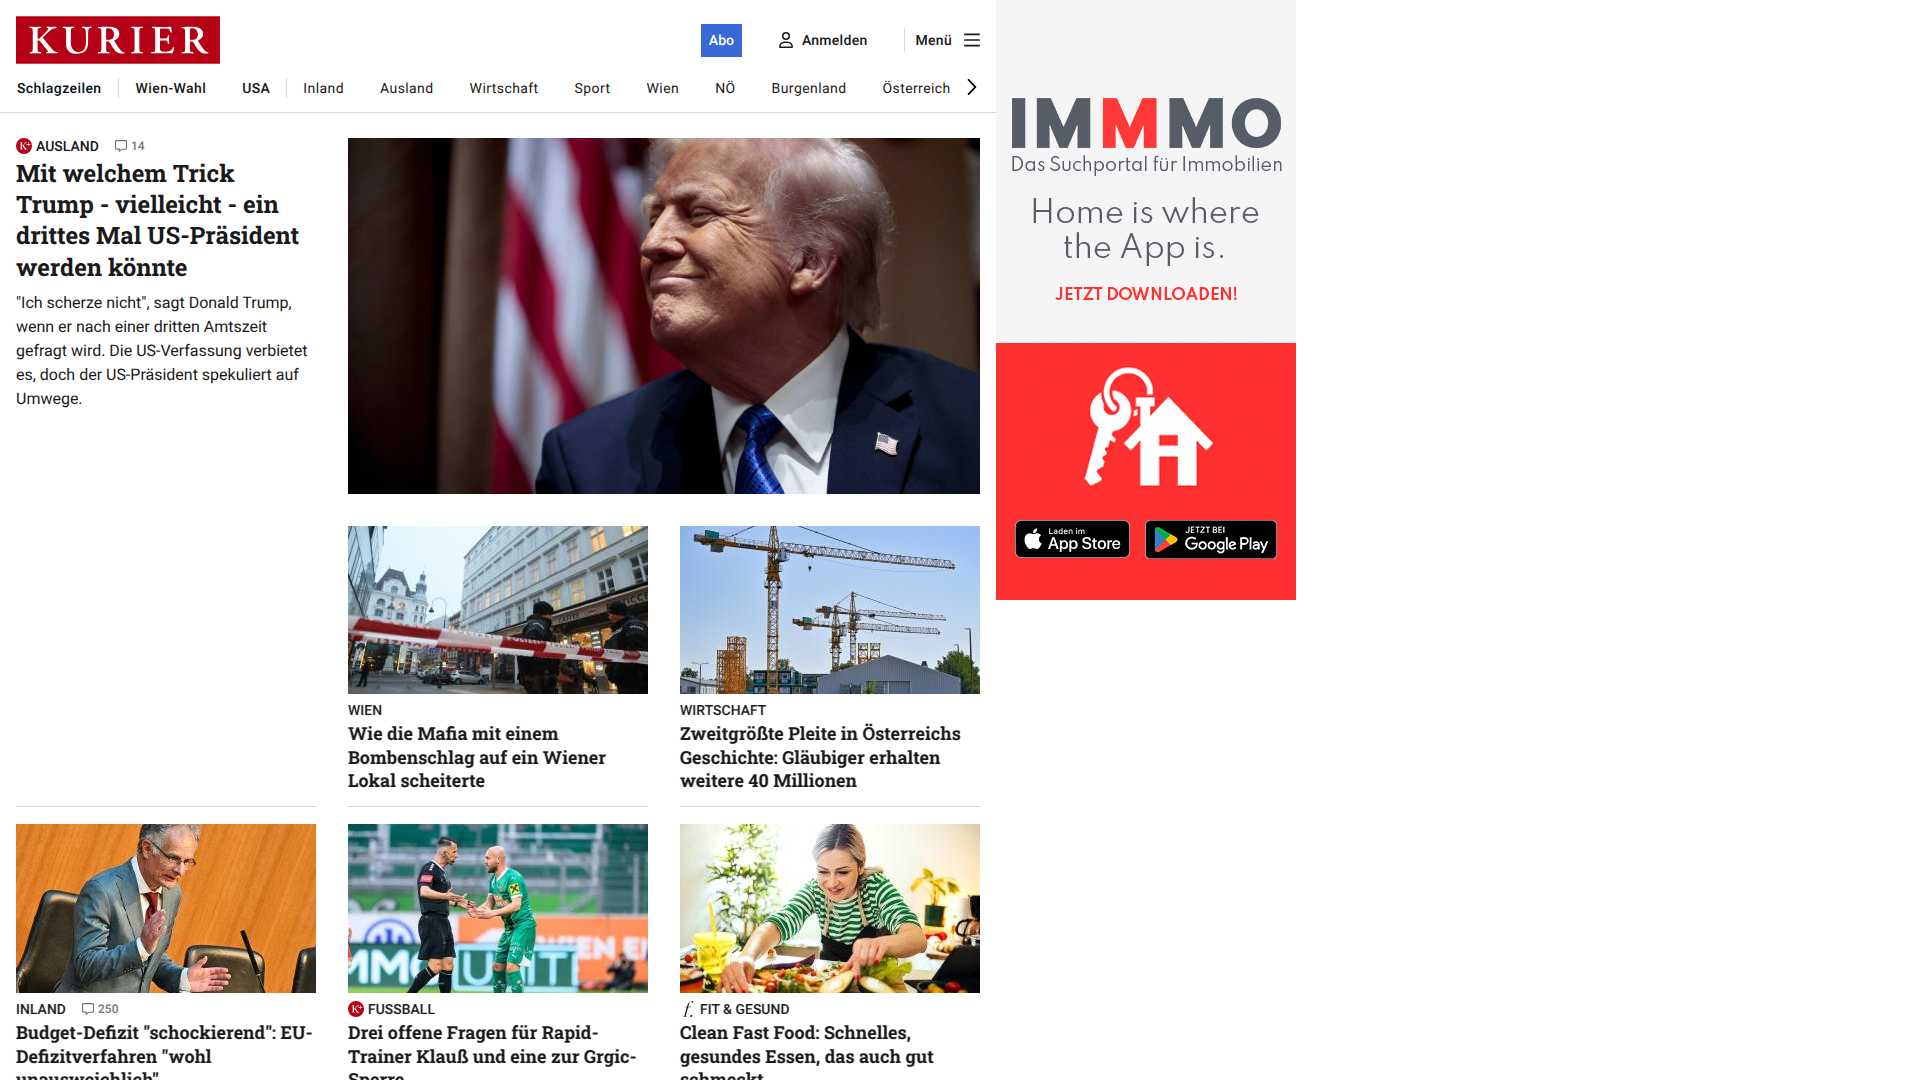 KURIER
Abo
Anmelden
Menü
Schlagzeilen
Wien-Wahl
USA
Inland
Ausland
Wirtschaft
Sport
Wien
NÖ
Burgenland
Österreich
K+ AUSLAND 14
Mit welchem Trick
Trump - vielleicht - ein
drittes Mal US-Präsident
werden könnte
"Ich scherze nicht", sagt Donald Trump,
wenn er nach einer dritten Amtszeit
gefragt wird. Die US-Verfassung verbietet
es, doch der US-Präsident spekuliert auf
Umwege.
WIEN
Wie die Mafia mit einem
Bombenschlag auf ein Wiener
Lokal scheiterte
WIRTSCHAFT
Zweitgrößte Pleite in Österreichs
Geschichte: Gläubiger erhalten
weitere 40 Millionen
INLAND 250
Budget-Defizit "schockierend": EU-
Defizitverfahren "wohl
unausweichlich"
K+ FUSSBALL
Drei offene Fragen für Rapid-
Trainer Klauß und eine zur Grgic-
Sperre
f. FIT & GESUND
Clean Fast Food: Schnelles,
gesundes Essen, das auch gut
schmeckt
IMMMO
Das Suchportal für Immobilien
Home is where
the App is.
JETZT DOWNLOADEN!
Laden im
App Store
JETZT BEI
Google Play